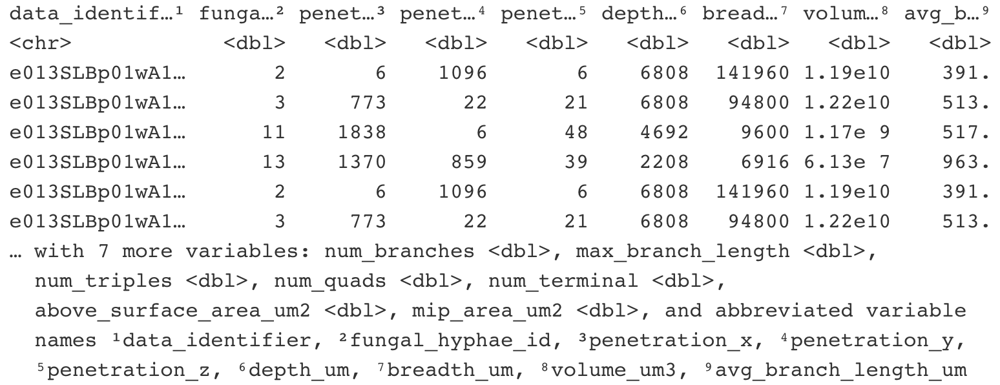 data_identif…¹ funga…² penet…³ penet…⁴ penet…⁵ depth…⁶ bread…⁷ volum…⁸ avg_b…⁹
<chr> <dbl> <dbl> <dbl> <dbl> <dbl> <dbl> <dbl> <dbl>
e013SLBp01wA1… 2 6 1096 6 6808 141960 1.19e10 391.
e013SLBp01wA1… 3 773 22 21 6808 94800 1.22e10 513.
e013SLBp01wA1… 11 1838 6 48 4692 9600 1.17e 9 517.
e013SLBp01wA1… 13 1370 859 39 2208 6916 6.13e 7 963.
e013SLBp01wA1… 2 6 1096 6 6808 141960 1.19e10 391.
e013SLBp01wA1… 3 773 22 21 6808 94800 1.22e10 513.
… with 7 more variables: num_branches <dbl>, max_branch_length <dbl>,
num_triples <dbl>, num_quads <dbl>, num_terminal <dbl>,
above_surface_area_um2 <dbl>, mip_area_um2 <dbl>, and abbreviated variable
names ¹data_identifier, ²fungal_hyphae_id, ³penetration_x, ⁴penetration_y,
⁵penetration_z, ⁶depth_um, ⁷breadth_um, ⁸volume_um3, ⁹avg_branch_length_um